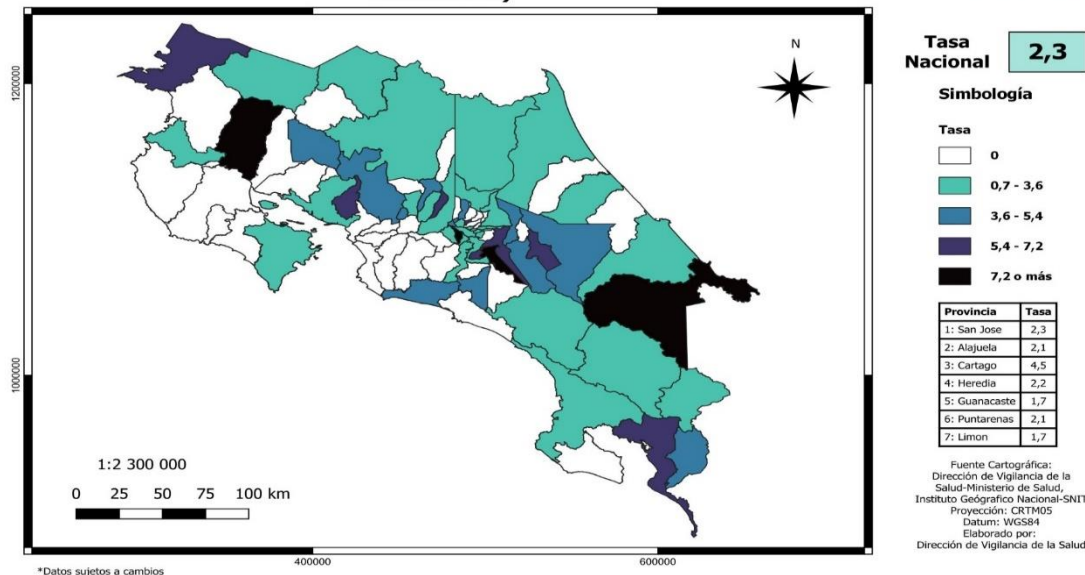 N
Tasa
Nacional
2,3
Simbología
Tasa
0
0,7 - 3,6
3,6 - 5,4
5,4 - 7,2
7,2 o más
Provincia Tasa
1: San Jose 2,3
2: Alajuela 2,1
3: Cartago 4,5
4: Heredia 2,2
5: Guanacaste 1,7
6: Puntarenas 2,1
7: Limon 1,7
Fuente Cartográfica:
Dirección de Vigilancia de la
Salud-Ministerio de Salud,
Instituto Geógrafico Nacional-SNIT
Proyección: CRTM05
Datum: WGS84
Elaborado por:
Dirección de Vigilancia de la Salud
1200000
1000000
1:2 300 000
0 25 50 75 100 km
400000 600000
*Datos sujetos a cambios